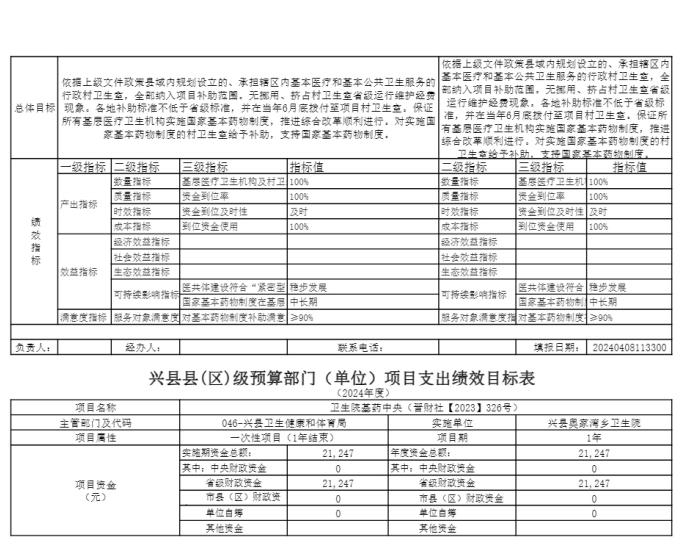 总体目标
依据上级文件政策县域内规划设立的、承担辖区内基本医疗和基本公共卫生服务的
行政村卫生室，全部纳入项目补助范围。无挪用、挤占村卫生室省级运行维护经费
现象。各地补助标准不低于省级标准，并在当年6月底拨付至项目村卫生室。保证
所有基层医疗卫生机构实施国家基本药物制度，推进综合改革顺利进行。对实施国
家基本药物制度的村卫生室给予补助，支持国家基本药物制度。
依据上级文件政策县域内规划设立的、承担辖区内
基本医疗和基本公共卫生服务的行政村卫生室，全
部纳入项目补助范围。无挪用、挤占村卫生室省级
运行维护经费现象。各地补助标准不低于省级标
准，并在当年6月底拨付至项目村卫生室。保证所
有基层医疗卫生机构实施国家基本药物制度，推进
综合改革顺利进行。对实施国家基本药物制度的村
卫生室给予补助，支持国家基本药物制度。
绩效指标
一级指标 二级指标 三级指标 指标值 二级指标 三级指标 指标值
产出指标
数量指标 基层医疗卫生机构及村卫 100% 数量指标 基层医疗卫生机 100%
质量指标 资金到位率 100% 质量指标 资金到位率 100%
时效指标 资金到位及时性 及时 时效指标 资金到位及时性 及时
成本指标 到位资金使用 100% 成本指标 到位资金使用 100%
效益指标
经济效益指标 经济效益指标
社会效益指标 社会效益指标
生态效益指标 生态效益指标
可持续影响指标 医共体建设符合“紧密型 稳步发展 可持续影响指标 医共体建设符合 稳步发展
国家基本药物制度在基层 中长期 国家基本药物制 中长期
满意度指标 服务对象满意度 对基本药物制度补助满意 ≥90% 服务对象满意度指 对基本药物制度 ≥90%
负责人： 经办人： 联系电话： 填报日期： 20240408113300
兴县县(区)级预算部门（单位）项目支出绩效目标表
（2024年度）
项目名称 卫生院基药中央（晋财社【2023】326号）
主管部门及代码 046-兴县卫生健康和体育局 实施单位 兴县奥家湾乡卫生院
项目属性 一次性项目（1年结束） 项目期 1年
项目资金
（元）
实施期资金总额： 21,247 年度资金总额： 21,247
其中：中央财政资金 0 其中：中央财政资金 0
省级财政资金 21,247 省级财政资金 21,247
市县（区）财政资 0 市县（区）财政资金 0
单位自筹 0 单位自筹 0
其他资金 其他资金